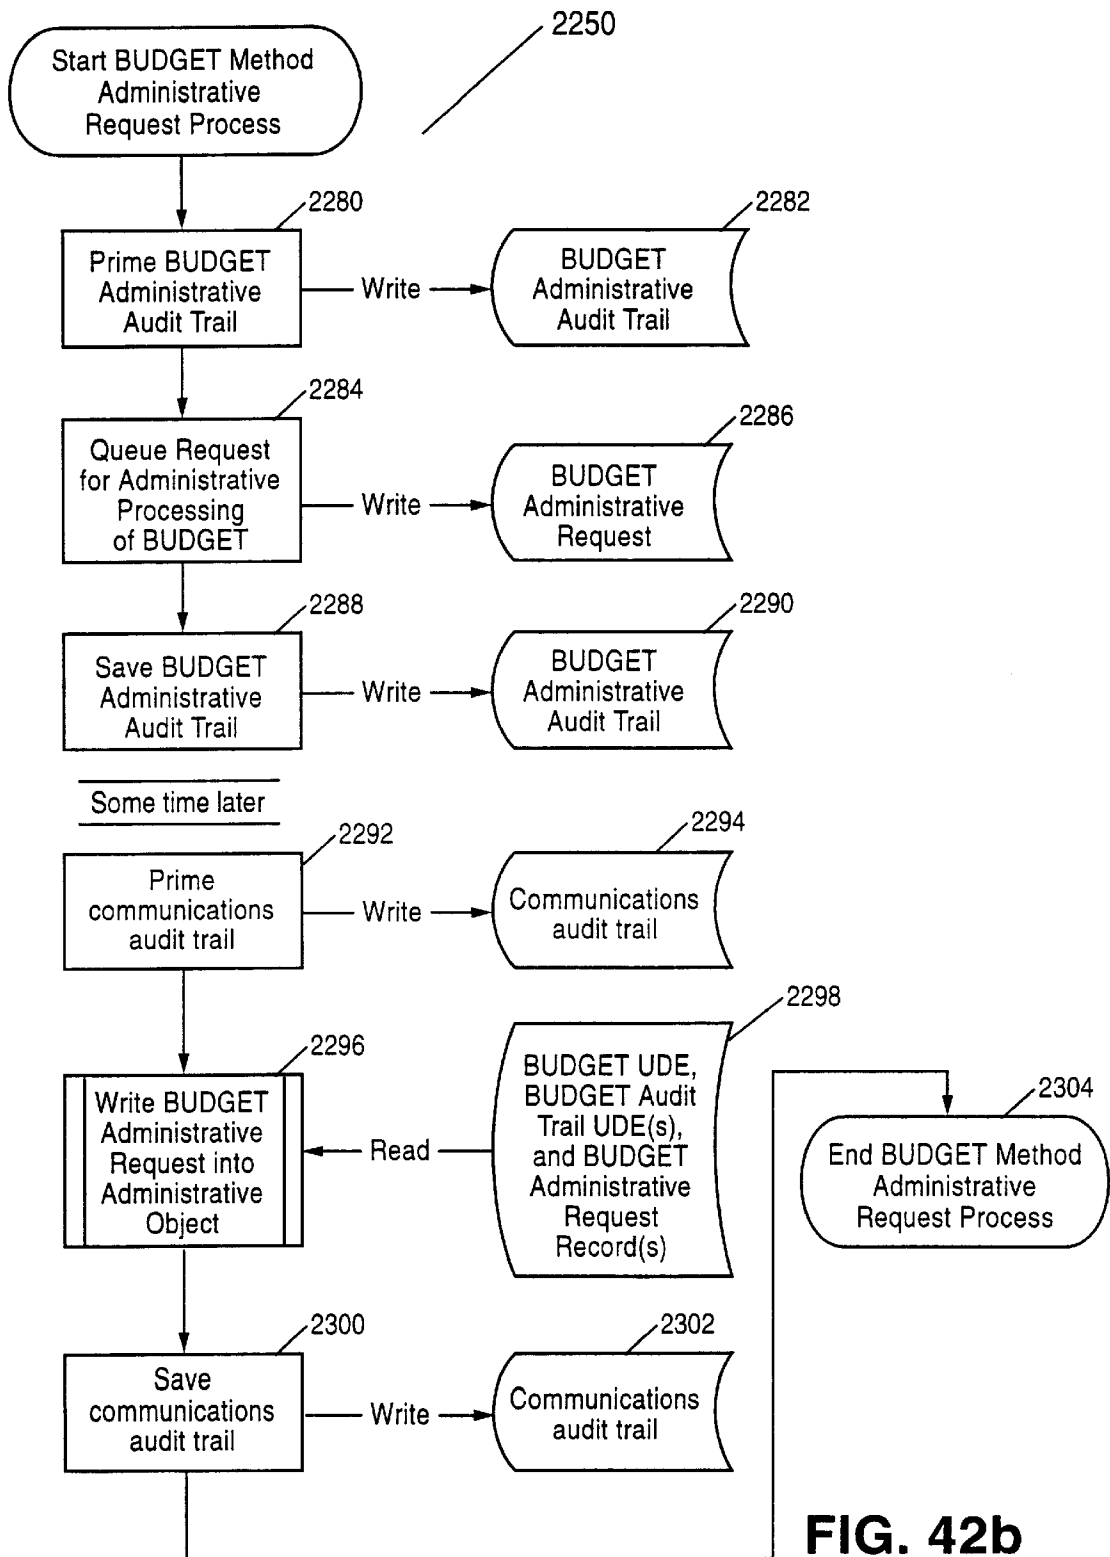 2250
Start BUDGET Method
Administrative
Request Process
2280
Prime BUDGET
Administrative
Audit Trail
Write
2282
BUDGET
Administrative
Audit Trail
2284
Queue Request
for Administrative
Processing
of BUDGET
Write
2286
BUDGET
Administrative
Request
2288
Save BUDGET
Administrative
Audit Trail
Write
2290
BUDGET
Administrative
Audit Trail
Some time later
2292
Prime
communications
audit trail
Write
2294
Communications
audit trail
2296
Write BUDGET
Administrative
Request into
Administrative
Object
Read
2298
BUDGET UDE,
BUDGET Audit
Trail UDE(s),
and BUDGET
Administrative
Request
Record(s)
2300
Save
communications
audit trail
Write
2302
Communications
audit trail
2304
End BUDGET Method
Administrative
Request Process
FIG. 42b